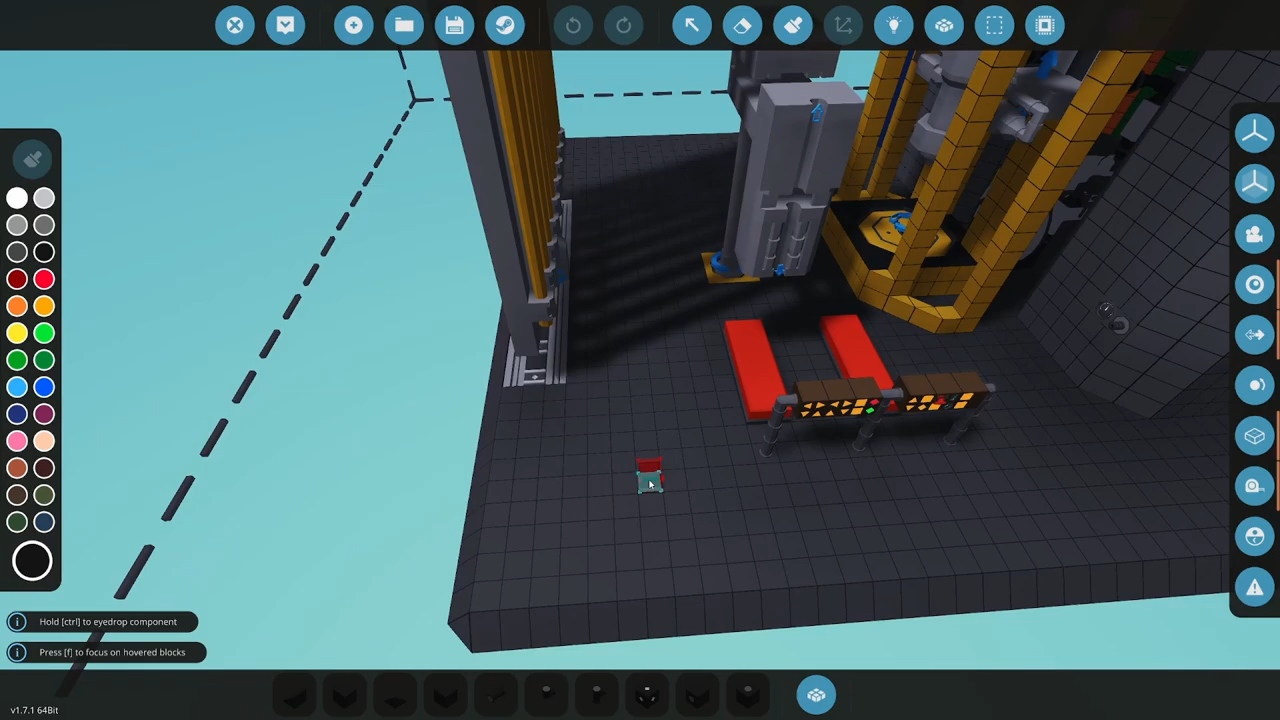 Hold [ctrl] to eyedrop component
Press [f] to focus on hovered blocks
v1.7.1 64Bit